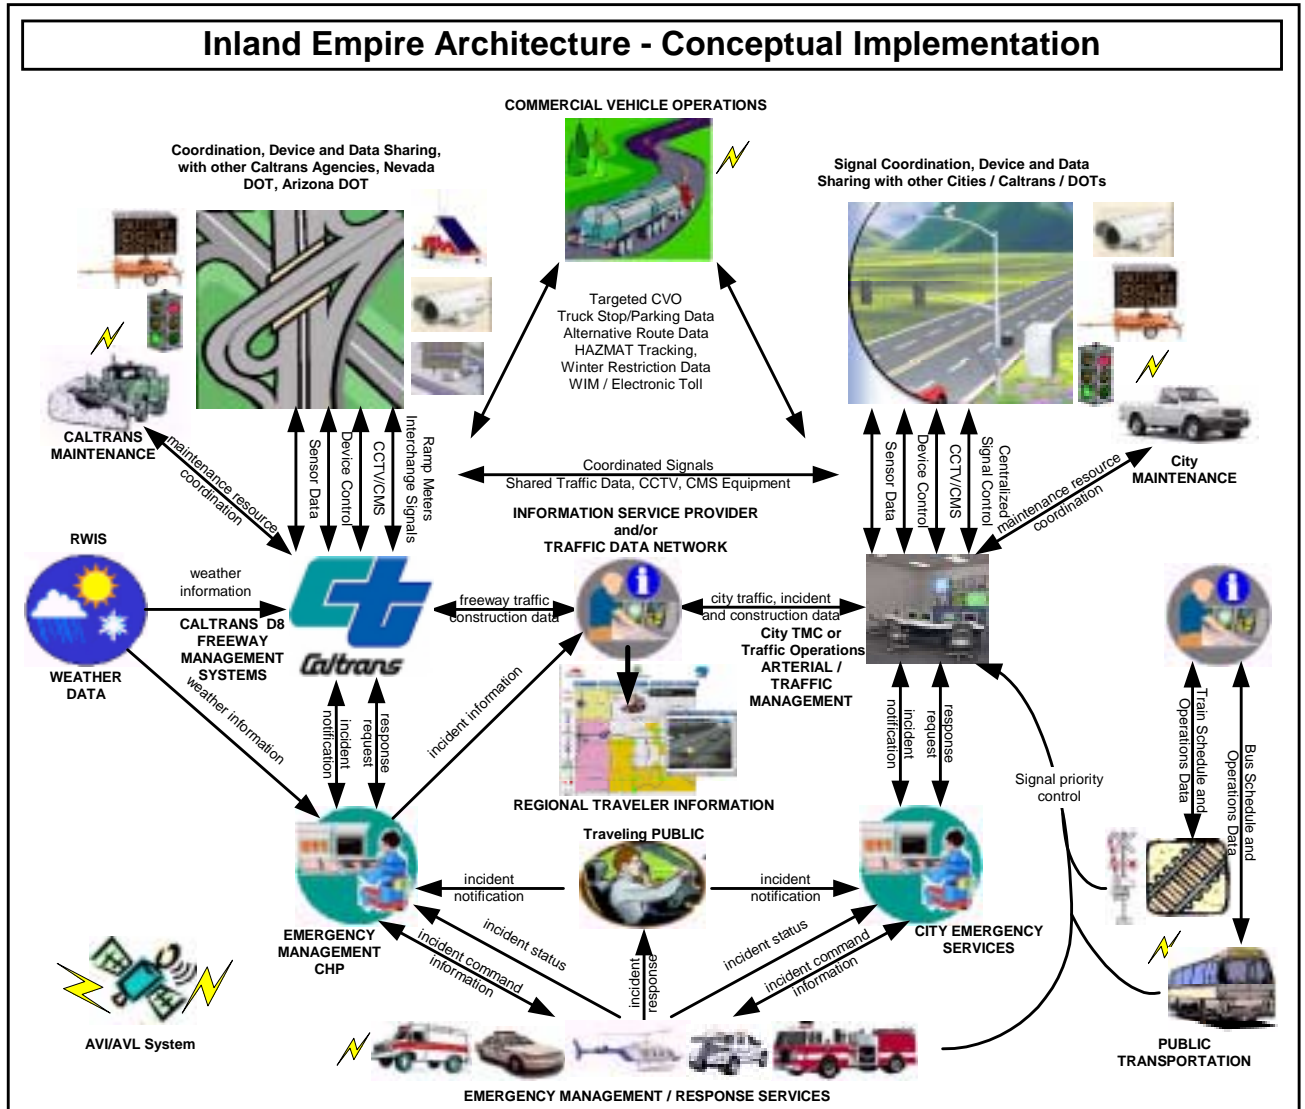 Inland Empire Architecture - Conceptual Implementation
COMMERCIAL VEHICLE OPERATIONS
Coordination, Device and Data Sharing,
with other Caltrans Agencies, Nevada
DOT, Arizona DOT
Signal Coordination, Device and Data
Sharing with other Cities / Caltrans / DOTs
Targeted CVO
Truck Stop/Parking Data
Alternative Route Data
HAZMAT Tracking,
Winter Restriction Data
WIM / Electronic Toll
CALTRANS
MAINTENANCE
maintenance resource
coordination
Sensor Data
Device Control
CCTV/CMS
Ramp Meters
Interchange Signals
Coordinated Signals
Shared Traffic Data, CCTV, CMS Equipment
Sensor Data
Device Control
CCTV/CMS
Centralized
Signal Control
maintenance resource
coordination
City
MAINTENANCE
INFORMATION SERVICE PROVIDER
and/or
TRAFFIC DATA NETWORK
RWIS
WEATHER
DATA
weather
information
CALTRANS D8
FREEWAY
MANAGEMENT
SYSTEMS
Caltrans
freeway traffic
construction data
city traffic, incident
and construction data
City TMC or
Traffic Operations
ARTERIAL /
TRAFFIC
MANAGEMENT
weather information
incident
notification
response
request
incident information
REGIONAL TRAVELER INFORMATION
incident
notification
response
request
Signal priority
control
Train Schedule and
Operations Data
Bus Schedule and
Operations Data
Traveling PUBLIC
incident
notification
incident
notification
EMERGENCY
MANAGEMENT
CHP
CITY EMERGENCY
SERVICES
incident status
incident command
information
incident
response
incident status
incident command
information
AVI/AVL System
PUBLIC
TRANSPORTATION
EMERGENCY MANAGEMENT / RESPONSE SERVICES